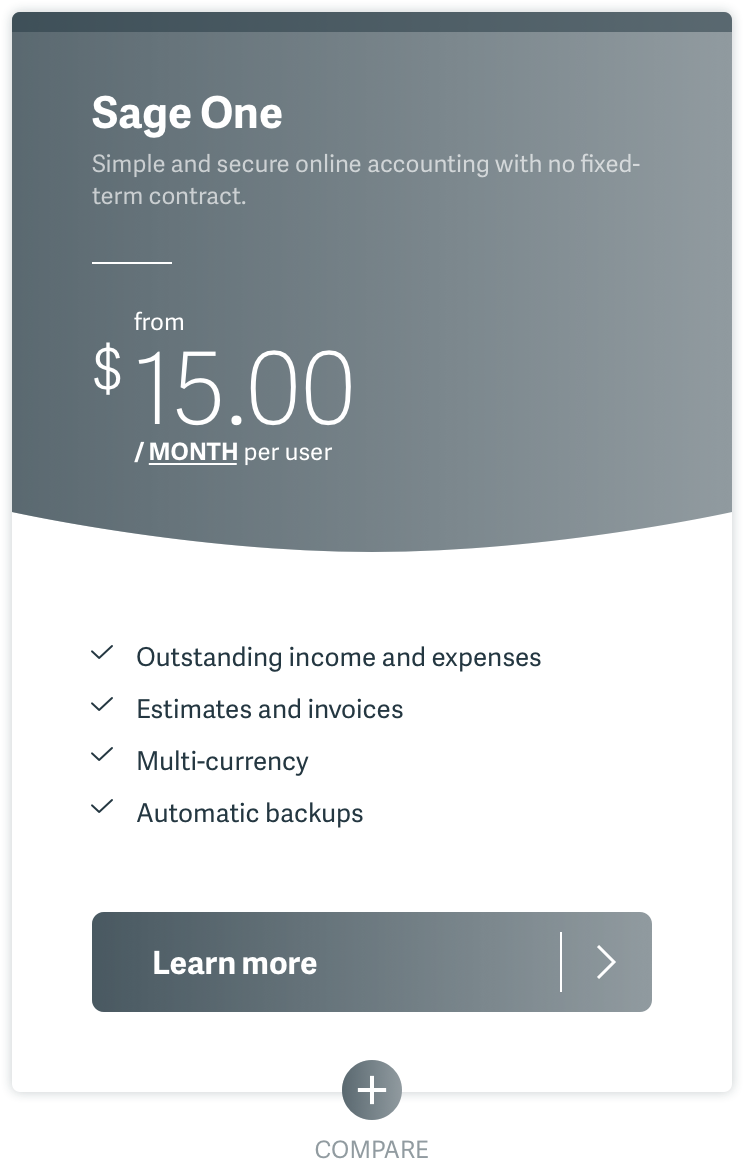 Sage One
Simple and secure online accounting with no fixed-
term contract.
from
$15.00
/ MONTH per user
Outstanding income and expenses
Estimates and invoices
Multi-currency
Automatic backups
Learn more
COMPARE